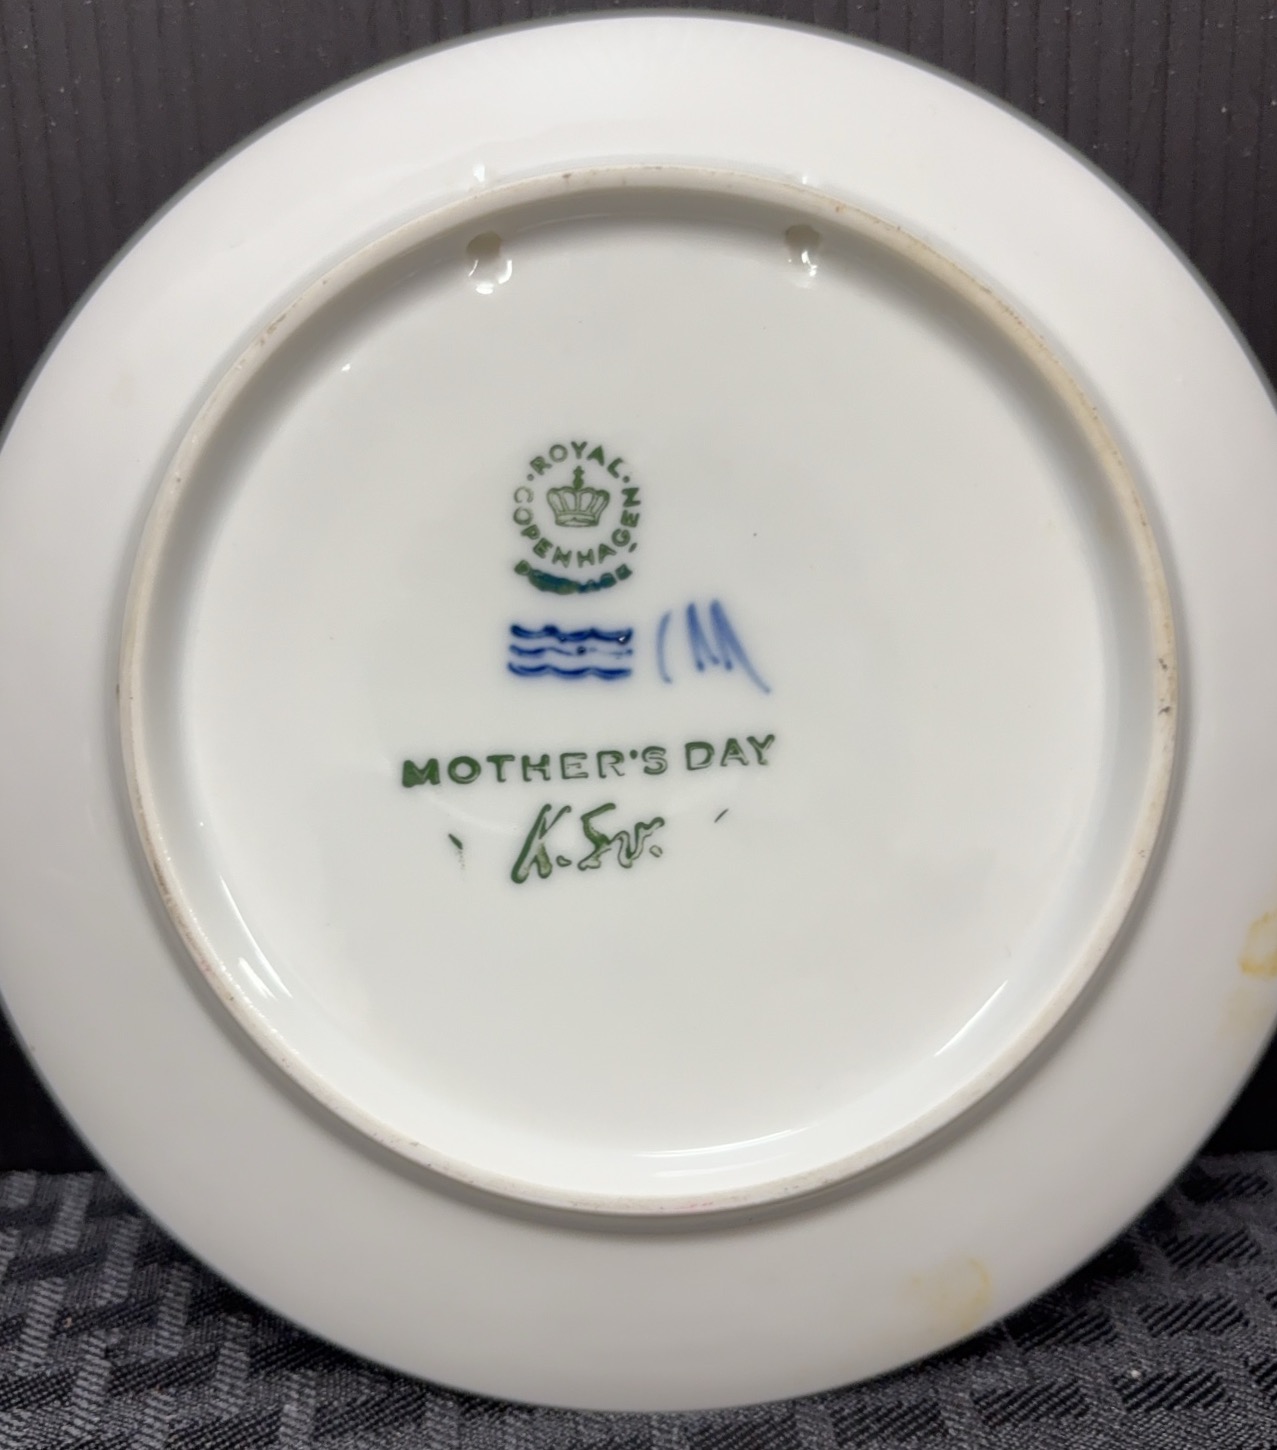 ROYAL
COPENHAGEN
MOTHER'S DAY
K.Sv.